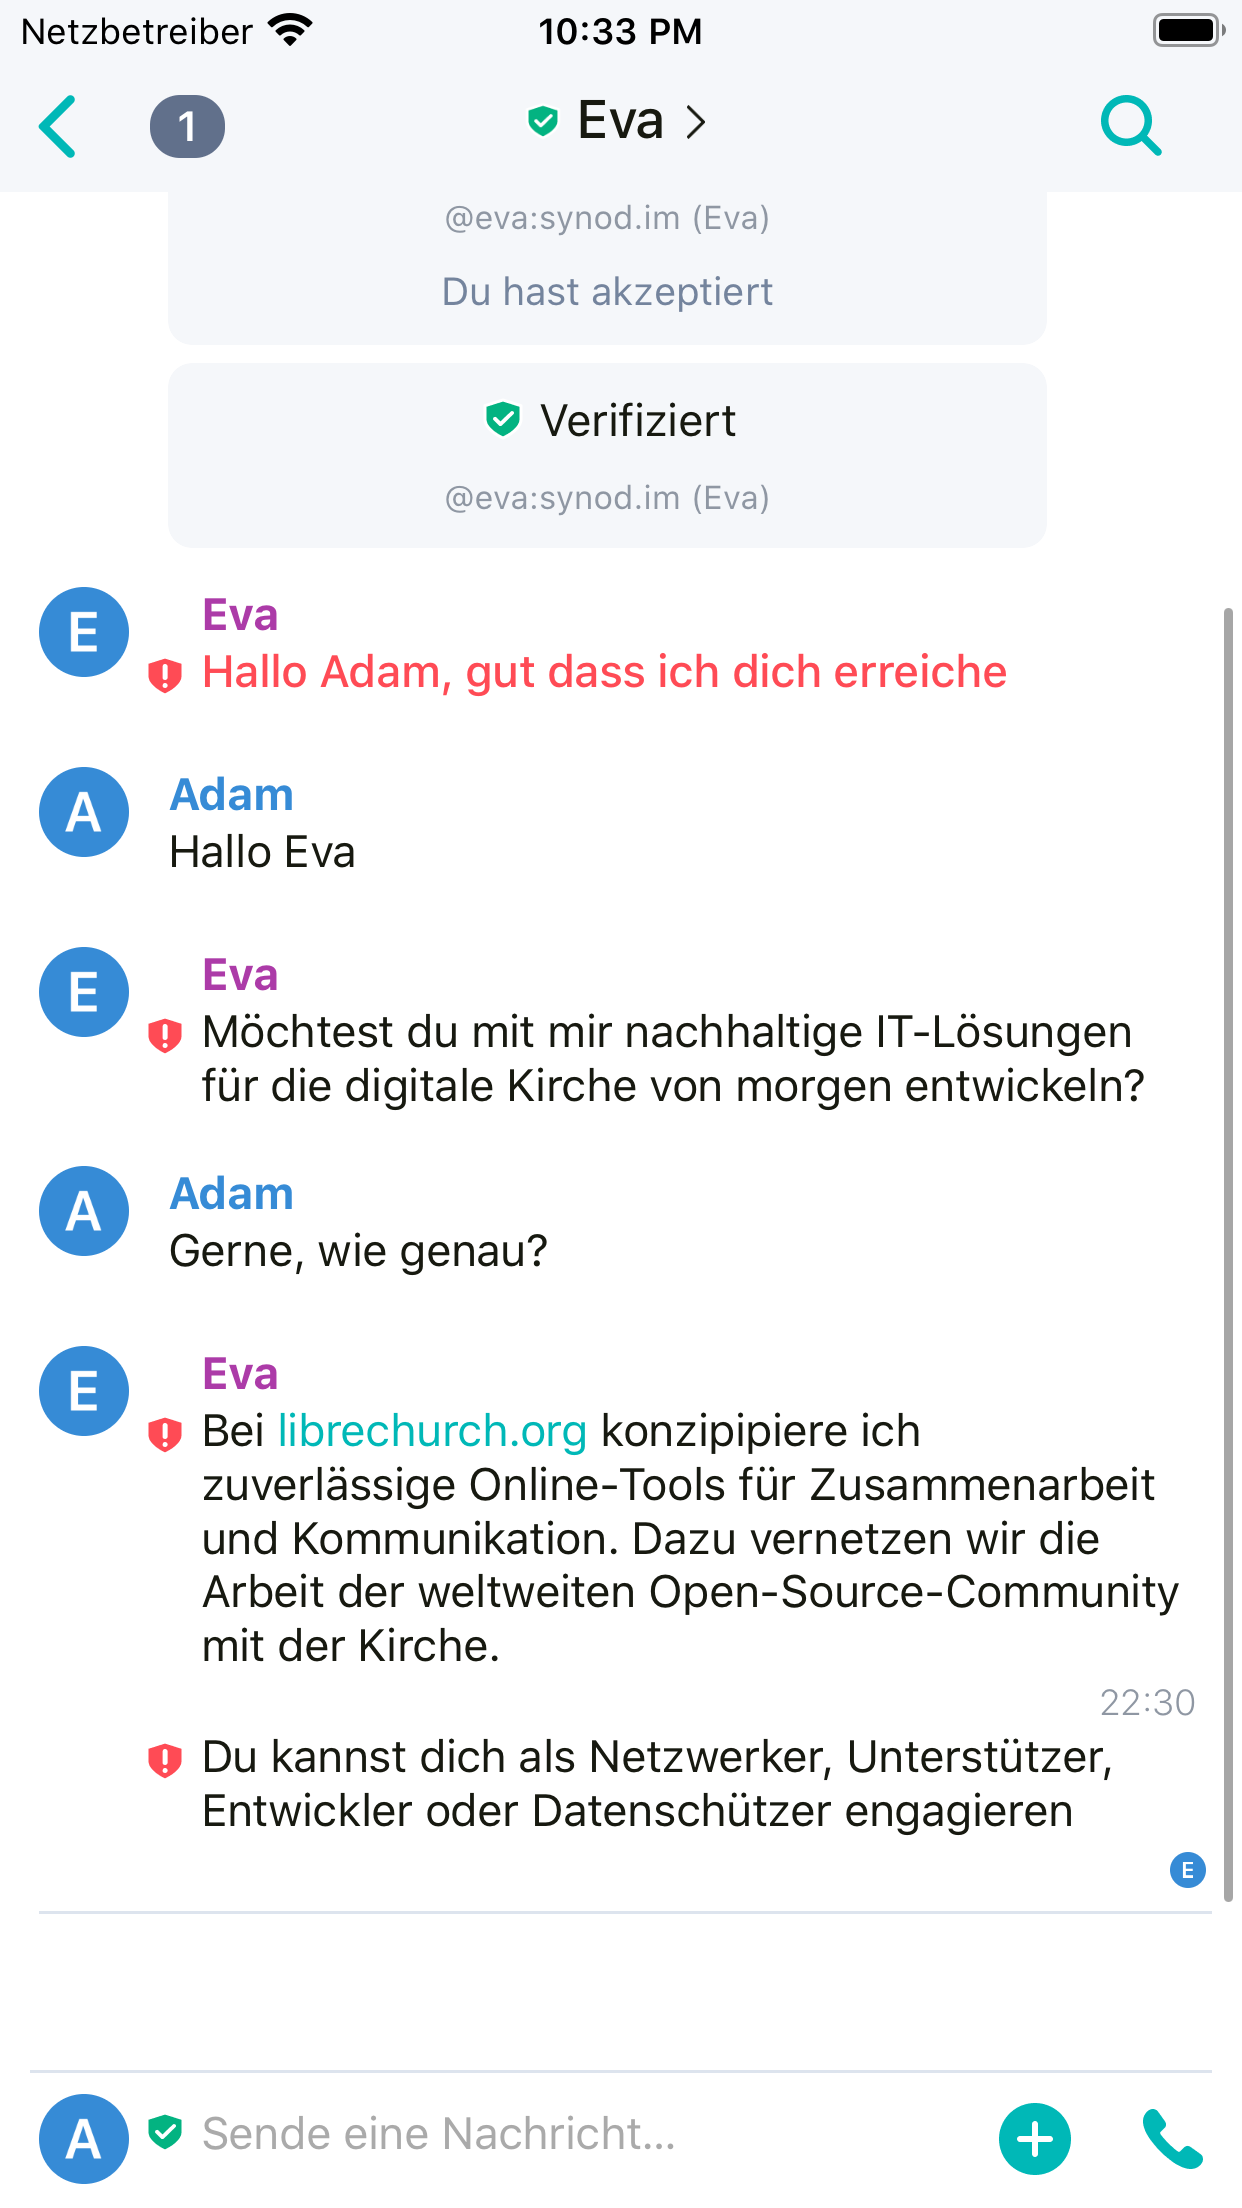 Netzbetreiber 10:33 PM
1 Eva
@eva:synod.im (Eva)
Du hast akzeptiert
Verifiziert
@eva:synod.im (Eva)
E Eva
Hallo Adam, gut dass ich dich erreiche
A Adam
Hallo Eva
E Eva
Möchtest du mit mir nachhaltige IT-Lösungen
für die digitale Kirche von morgen entwickeln?
A Adam
Gerne, wie genau?
E Eva
Bei librechurch.org konzipipiere ich
zuverlässige Online-Tools für Zusammenarbeit
und Kommunikation. Dazu vernetzen wir die
Arbeit der weltweiten Open-Source-Community
mit der Kirche.
22:30
Du kannst dich als Netzwerker, Unterstützer,
Entwickler oder Datenschützer engagieren
E
A Sende eine Nachricht...